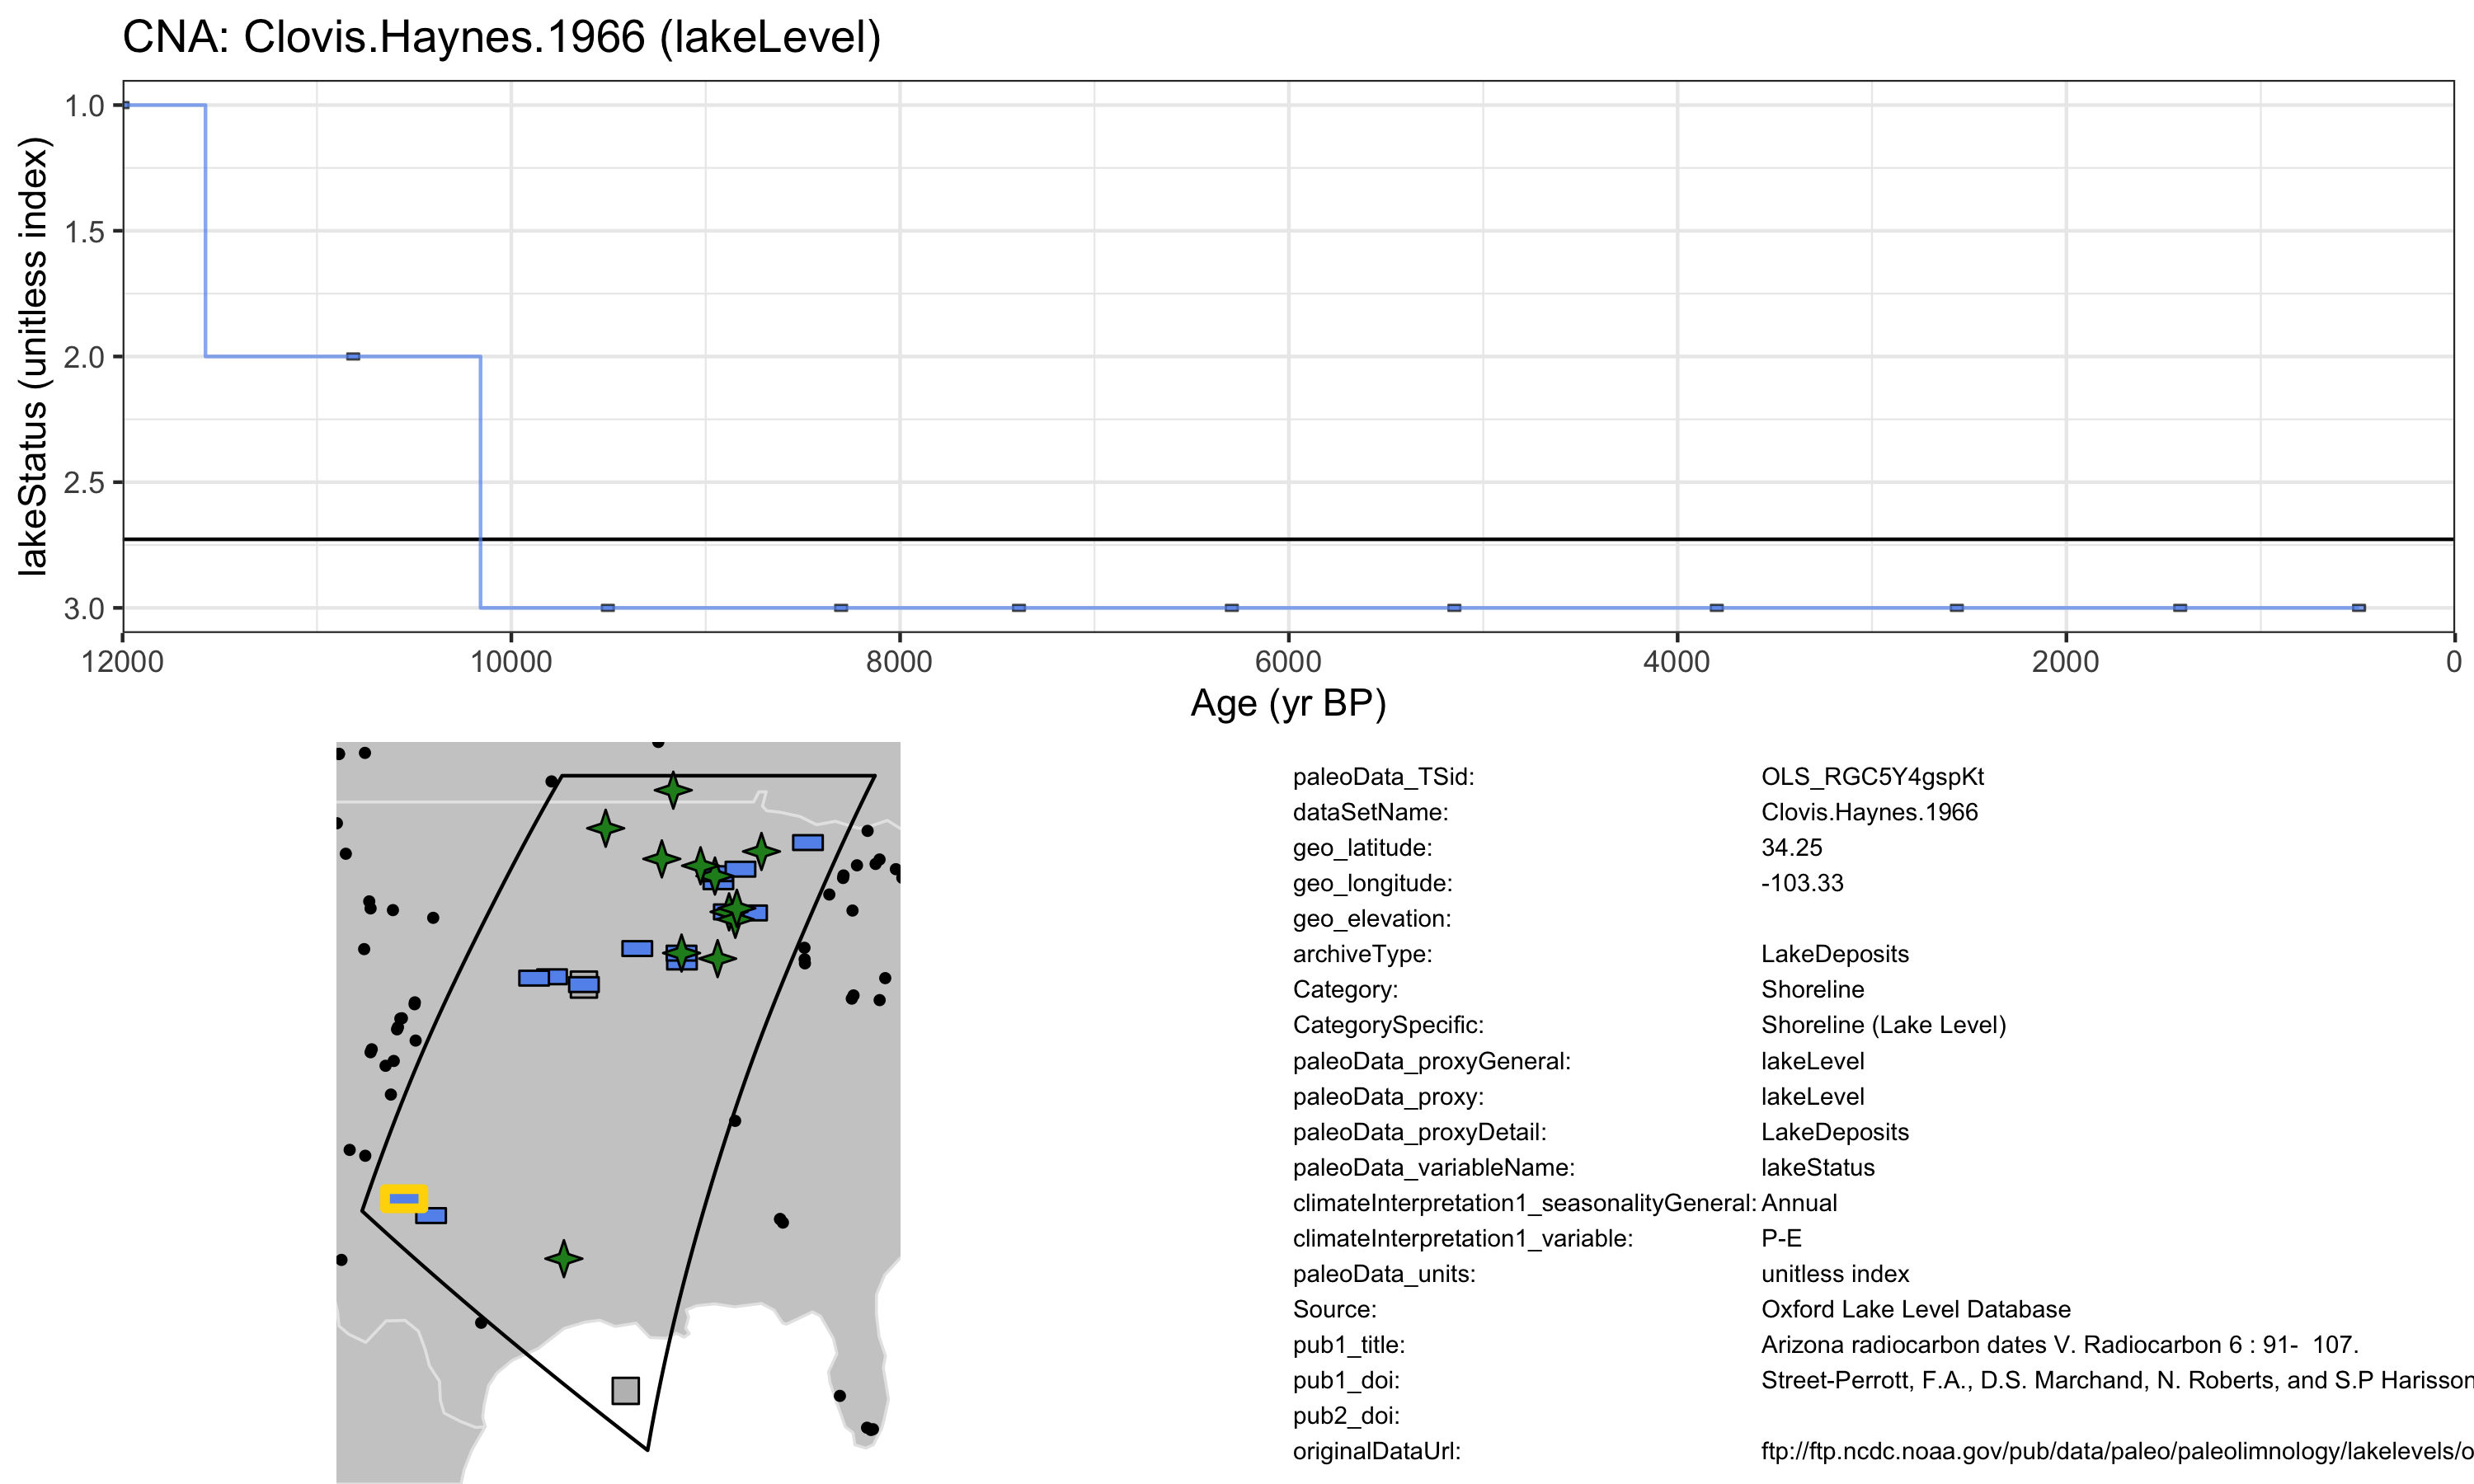 CNA: Clovis.Haynes.1966 (lakeLevel)
lakeStatus (unitless index)
1.0
1.5
2.0
2.5
3.0
12000 10000 8000 6000 4000 2000 0
Age (yr BP)
paleoData_TSid: OLS_RGC5Y4gspKt
dataSetName: Clovis.Haynes.1966
geo_latitude: 34.25
geo_longitude: -103.33
geo_elevation:
archiveType: LakeDeposits
Category: Shoreline
CategorySpecific: Shoreline (Lake Level)
paleoData_proxyGeneral: lakeLevel
paleoData_proxy: lakeLevel
paleoData_proxyDetail: LakeDeposits
paleoData_variableName: lakeStatus
climateInterpretation1_seasonalityGeneral: Annual
climateInterpretation1_variable: P-E
paleoData_units: unitless index
Source: Oxford Lake Level Database
pub1_title: Arizona radiocarbon dates V. Radiocarbon 6 : 91-  107.
pub1_doi: Street-Perrott, F.A., D.S. Marchand, N. Roberts, and S.P Harisson
pub2_doi:
originalDataUrl: ftp://ftp.ncdc.noaa.gov/pub/data/paleo/paleolimnology/lakelevels/o